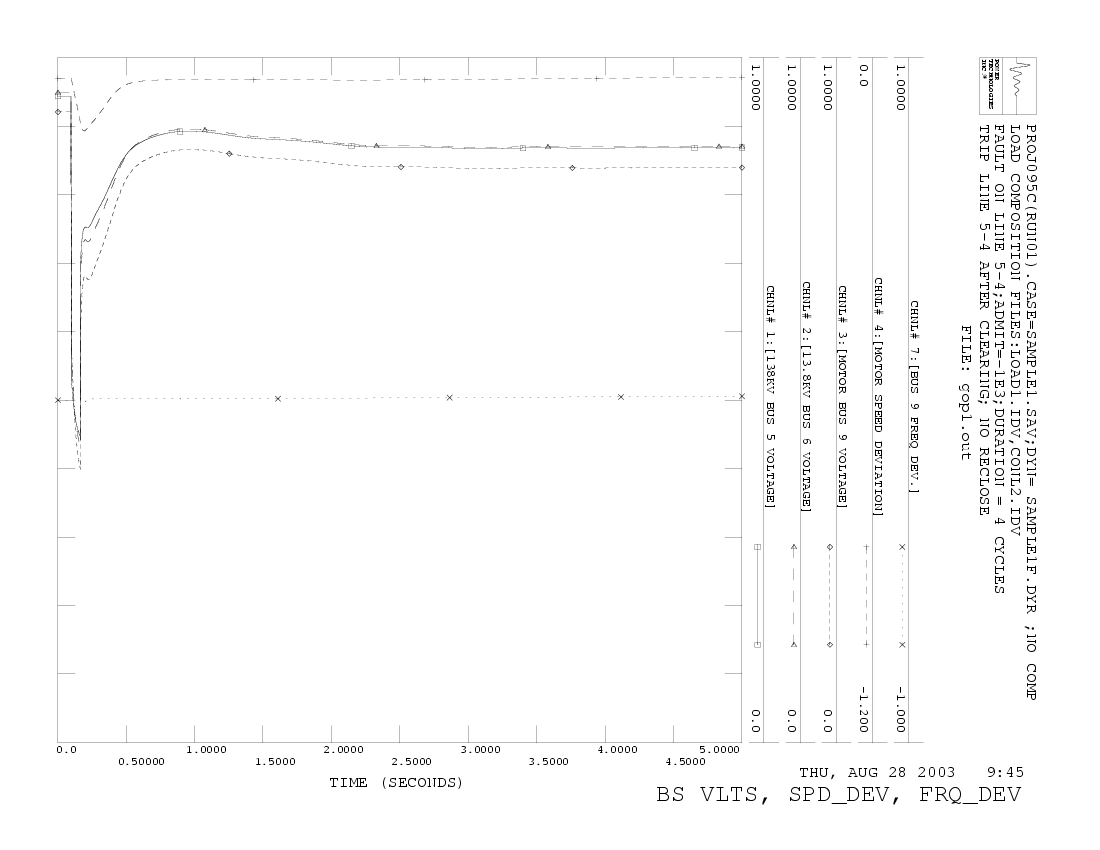 POWER
TECHNOLOGIES
INC.®
PROJ095C(RUN01).CASE=SAMPLE1.SAV;DYN= SAMPLE1F.DYR ;NO COMP
LOAD COMPOSITION FILES:LOAD1.IDV,CONL2.IDV
FAULT ON LINE 5-4;ADMIT=-1E3;DURATION = 4 CYCLES
TRIP LINE 5-4 AFTER CLEARING; NO RECLOSE
FILE: gopl.out
CHNL# 7:[BUS 9 FREQ DEV.]
1.0000 -1.000
CHNL# 4:[MOTOR SPEED DEVIATION]
0.0 -1.200
CHNL# 3:[MOTOR BUS 9 VOLTAGE]
1.0000 0.0
CHNL# 2:[13.8KV BUS 6 VOLTAGE]
1.0000 0.0
CHNL# 1:[138KV BUS 5 VOLTAGE]
1.0000 0.0
0.0 1.0000 2.0000 3.0000 4.0000 5.0000
0.50000 1.5000 2.5000 3.5000 4.5000
TIME (SECONDS)
THU, AUG 28 2003 9:45
BS VLTS, SPD_DEV, FRQ_DEV